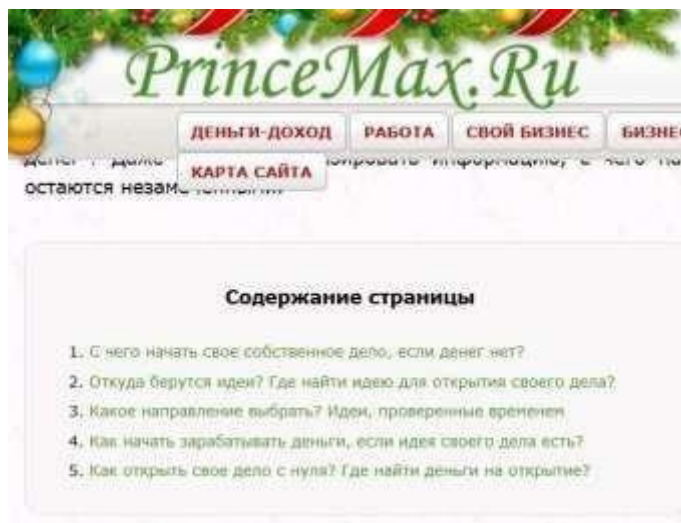 PrinceMax.Ru
ДЕНЬГИ-ДОХОД РАБОТА СВОЙ БИЗНЕС БИЗНЕ
КАРТА САЙТА
остаются
Содержание страницы
1. С чего начать свое собственное дело, если денег нет?
2. Откуда берутся идеи? Где найти идею для открытия своего дела?
3. Какое направление выбрать? Идеи, проверенные временем
4. Как начать зарабатывать деньги, если идея своего дела есть?
5. Как открыть свое дело с нуля? Где найти деньги на открытие?